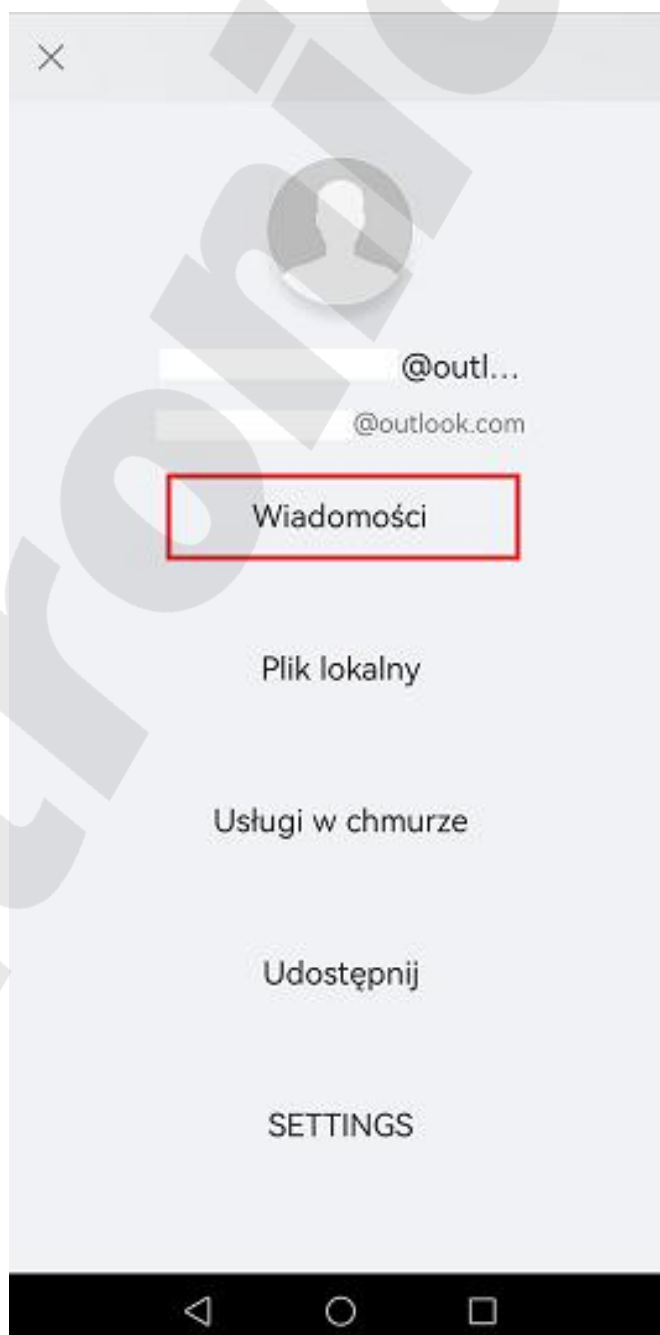 @outl...
@outlook.com
Wiadomości
Plik lokalny
Usługi w chmurze
Udostępnij
SETTINGS